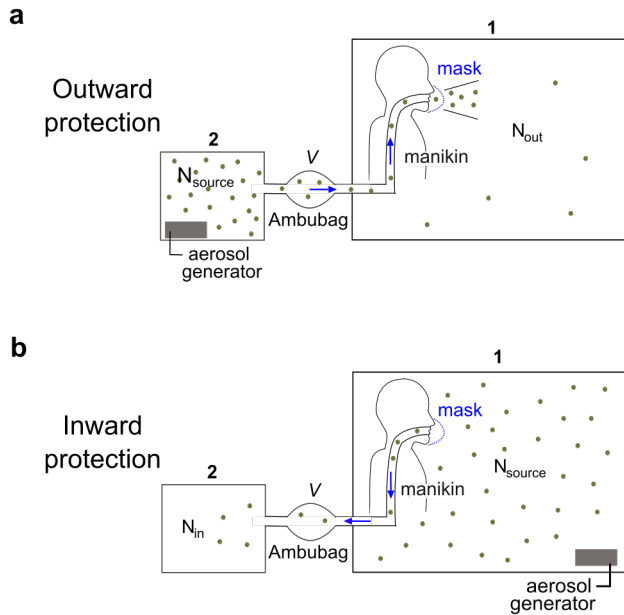 a
1
Outward
protection
mask
2
N_out
V
N_source
manikin
Ambubag
aerosol
generator
b
1
Inward
protection
mask
2
N_source
V
manikin
N_in
Ambubag
aerosol
generator